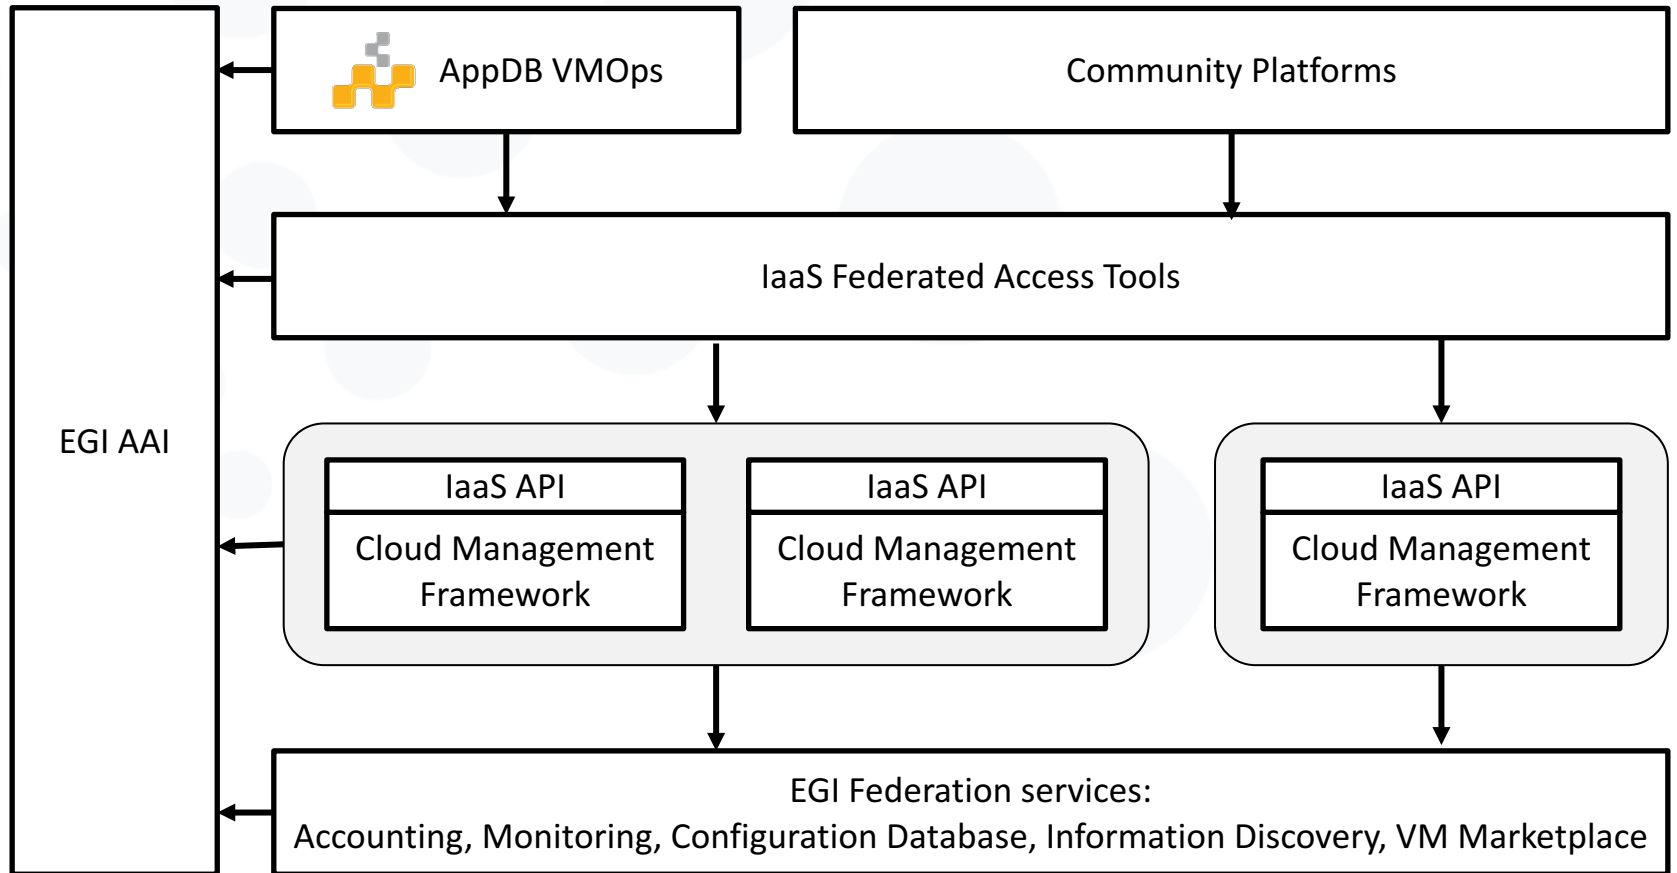 AppDB VMOps
Community Platforms
IaaS Federated Access Tools
EGI AAI
IaaS API
Cloud Management
Framework
IaaS API
Cloud Management
Framework
IaaS API
Cloud Management
Framework
EGI Federation services:
Accounting, Monitoring, Configuration Database, Information Discovery, VM Marketplace